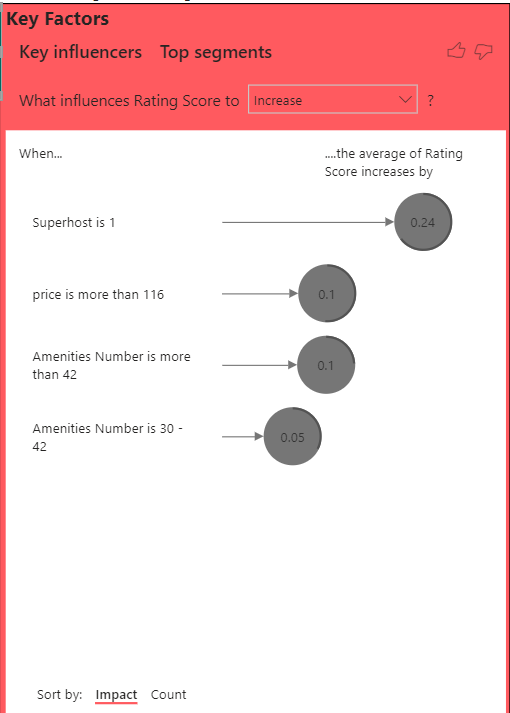 Key Factors
Key influencers Top segments
What influences Rating Score to Increase ?
When...
....the average of Rating
Score increases by
Superhost is 1
0.24
price is more than 116
0.1
Amenities Number is more
than 42
0.1
Amenities Number is 30 -
42
0.05
Sort by: Impact Count